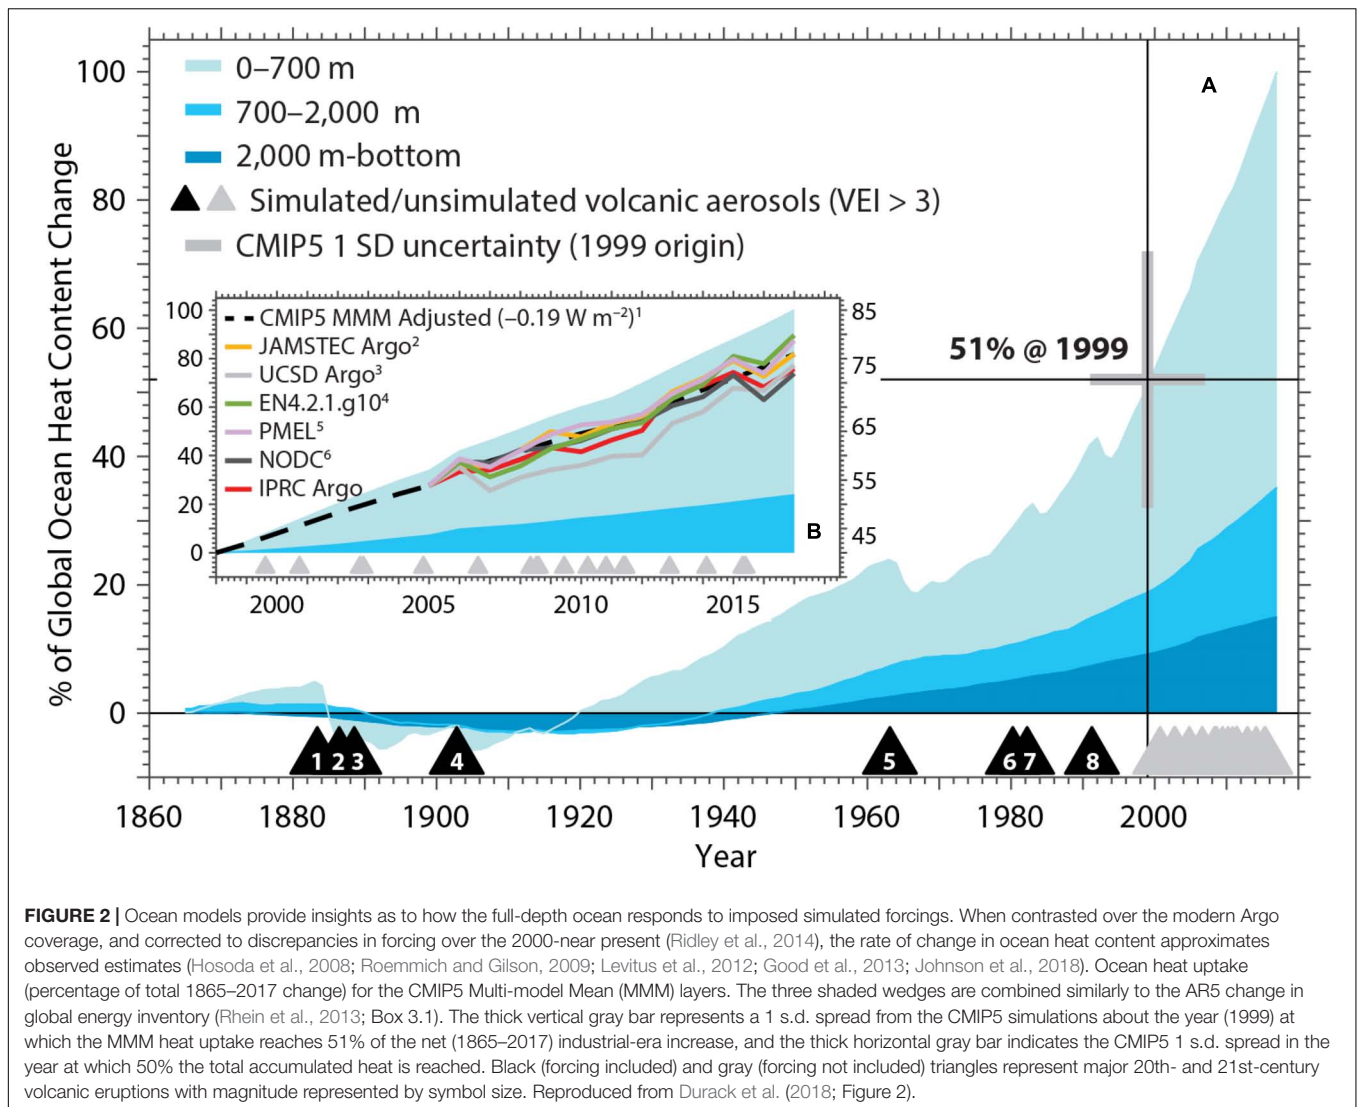 % of Global Ocean Heat Content Change
100
80
60
40
20
0
A
0–700 m
700–2,000 m
2,000 m-bottom
Simulated/unsimulated volcanic aerosols (VEI > 3)
CMIP5 1 SD uncertainty (1999 origin)
51% @ 1999
100
80
60
40
20
0
CMIP5 MMM Adjusted (–0.19 W m⁻²)¹
JAMSTEC Argo²
UCSD Argo³
EN4.2.1.g10⁴
PMEL⁵
NODC⁶
IPRC Argo
B
85
75
65
55
45
2000 2005 2010 2015
1 2 3 4 5 6 7 8
1860 1880 1900 1920 1940 1960 1980 2000
Year
FIGURE 2 | Ocean models provide insights as to how the full-depth ocean responds to imposed simulated forcings. When contrasted over the modern Argo
coverage, and corrected to discrepancies in forcing over the 2000-near present (Ridley et al., 2014), the rate of change in ocean heat content approximates
observed estimates (Hosoda et al., 2008; Roemmich and Gilson, 2009; Levitus et al., 2012; Good et al., 2013; Johnson et al., 2018). Ocean heat uptake
(percentage of total 1865–2017 change) for the CMIP5 Multi-model Mean (MMM) layers. The three shaded wedges are combined similarly to the AR5 change in
global energy inventory (Rhein et al., 2013; Box 3.1). The thick vertical gray bar represents a 1 s.d. spread from the CMIP5 simulations about the year (1999) at
which the MMM heat uptake reaches 51% of the net (1865–2017) industrial-era increase, and the thick horizontal gray bar indicates the CMIP5 1 s.d. spread in the
year at which 50% the total accumulated heat is reached. Black (forcing included) and gray (forcing not included) triangles represent major 20th- and 21st-century
volcanic eruptions with magnitude represented by symbol size. Reproduced from Durack et al. (2018; Figure 2).